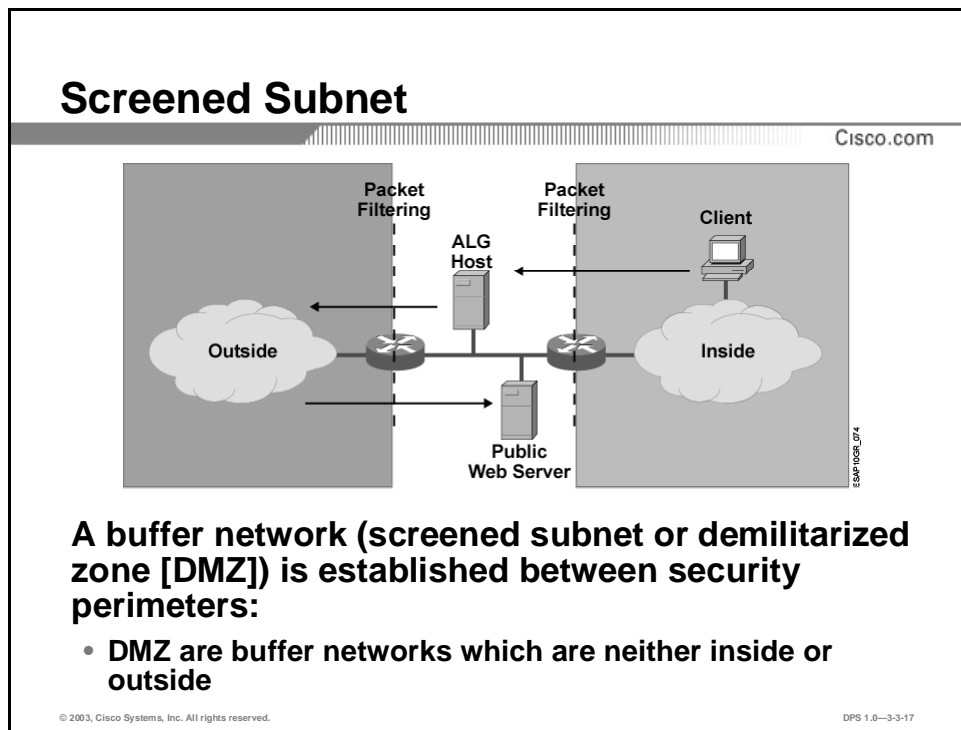 Screened Subnet
Cisco.com
Packet
Filtering
Packet
Filtering
Client
ALG
Host
Outside
Inside
Public
Web Server
ESAP10GR_074
A buffer network (screened subnet or demilitarized
zone [DMZ]) is established between security
perimeters:
• DMZ are buffer networks which are neither inside or
outside
© 2003, Cisco Systems, Inc. All rights reserved.
DPS 1.0—3-3-17